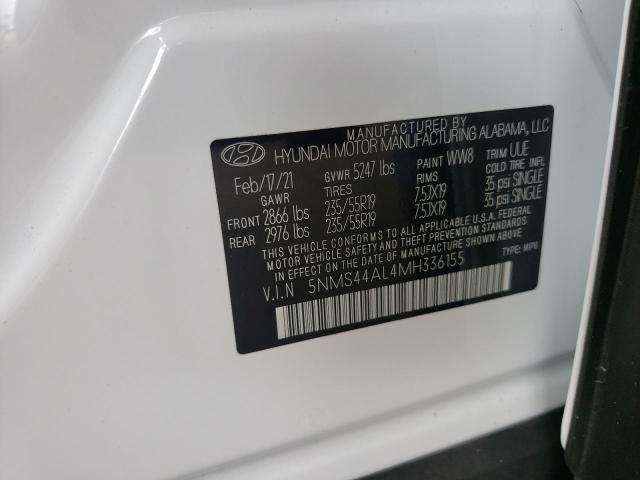 MANUFACTURED BY
HYUNDAI MOTOR MANUFACTURING ALABAMA, LLC
Feb/17/21 GVWR 5247 lbs PAINT WW8 TRIM UUE
GAWR TIRES RIMS COLD TIRE INFL.
FRONT 2866 lbs 235/55R19 7.5JX19 35 psi SINGLE
REAR 2976 lbs 235/55R19 7.5JX19 35 psi SINGLE
THIS VEHICLE CONFORMS TO ALL APPLICABLE U.S.A. FEDERAL
MOTOR VEHICLE SAFETY AND THEFT PREVENTION STANDARDS
IN EFFECT ON THE DATE OF MANUFACTURE SHOWN ABOVE.
V.I.N 5NMS44AL4MH336155 TYPE: MPV